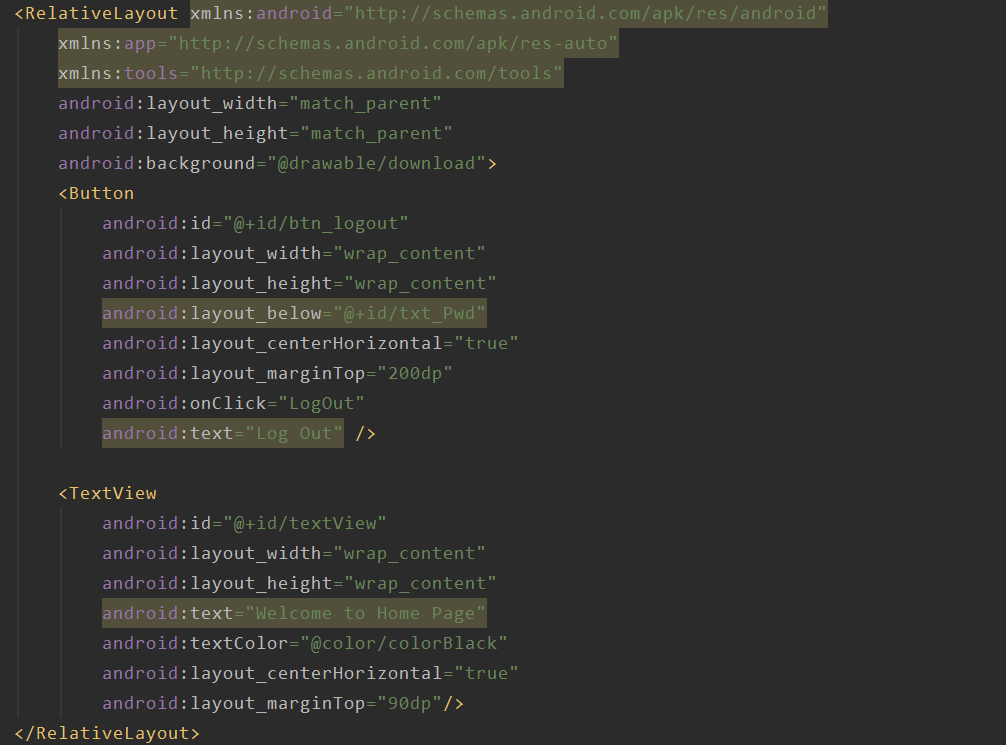 <RelativeLayout xmlns:android="http://schemas.android.com/apk/res/android"
    xmlns:app="http://schemas.android.com/apk/res-auto"
    xmlns:tools="http://schemas.android.com/tools"
    android:layout_width="match_parent"
    android:layout_height="match_parent"
    android:background="@drawable/download">
    <Button
        android:id="@+id/btn_logout"
        android:layout_width="wrap_content"
        android:layout_height="wrap_content"
        android:layout_below="@+id/txt_Pwd"
        android:layout_centerHorizontal="true"
        android:layout_marginTop="200dp"
        android:onClick="LogOut"
        android:text="Log Out" />

    <TextView
        android:id="@+id/textView"
        android:layout_width="wrap_content"
        android:layout_height="wrap_content"
        android:text="Welcome to Home Page"
        android:textColor="@color/colorBlack"
        android:layout_centerHorizontal="true"
        android:layout_marginTop="90dp"/>
</RelativeLayout>